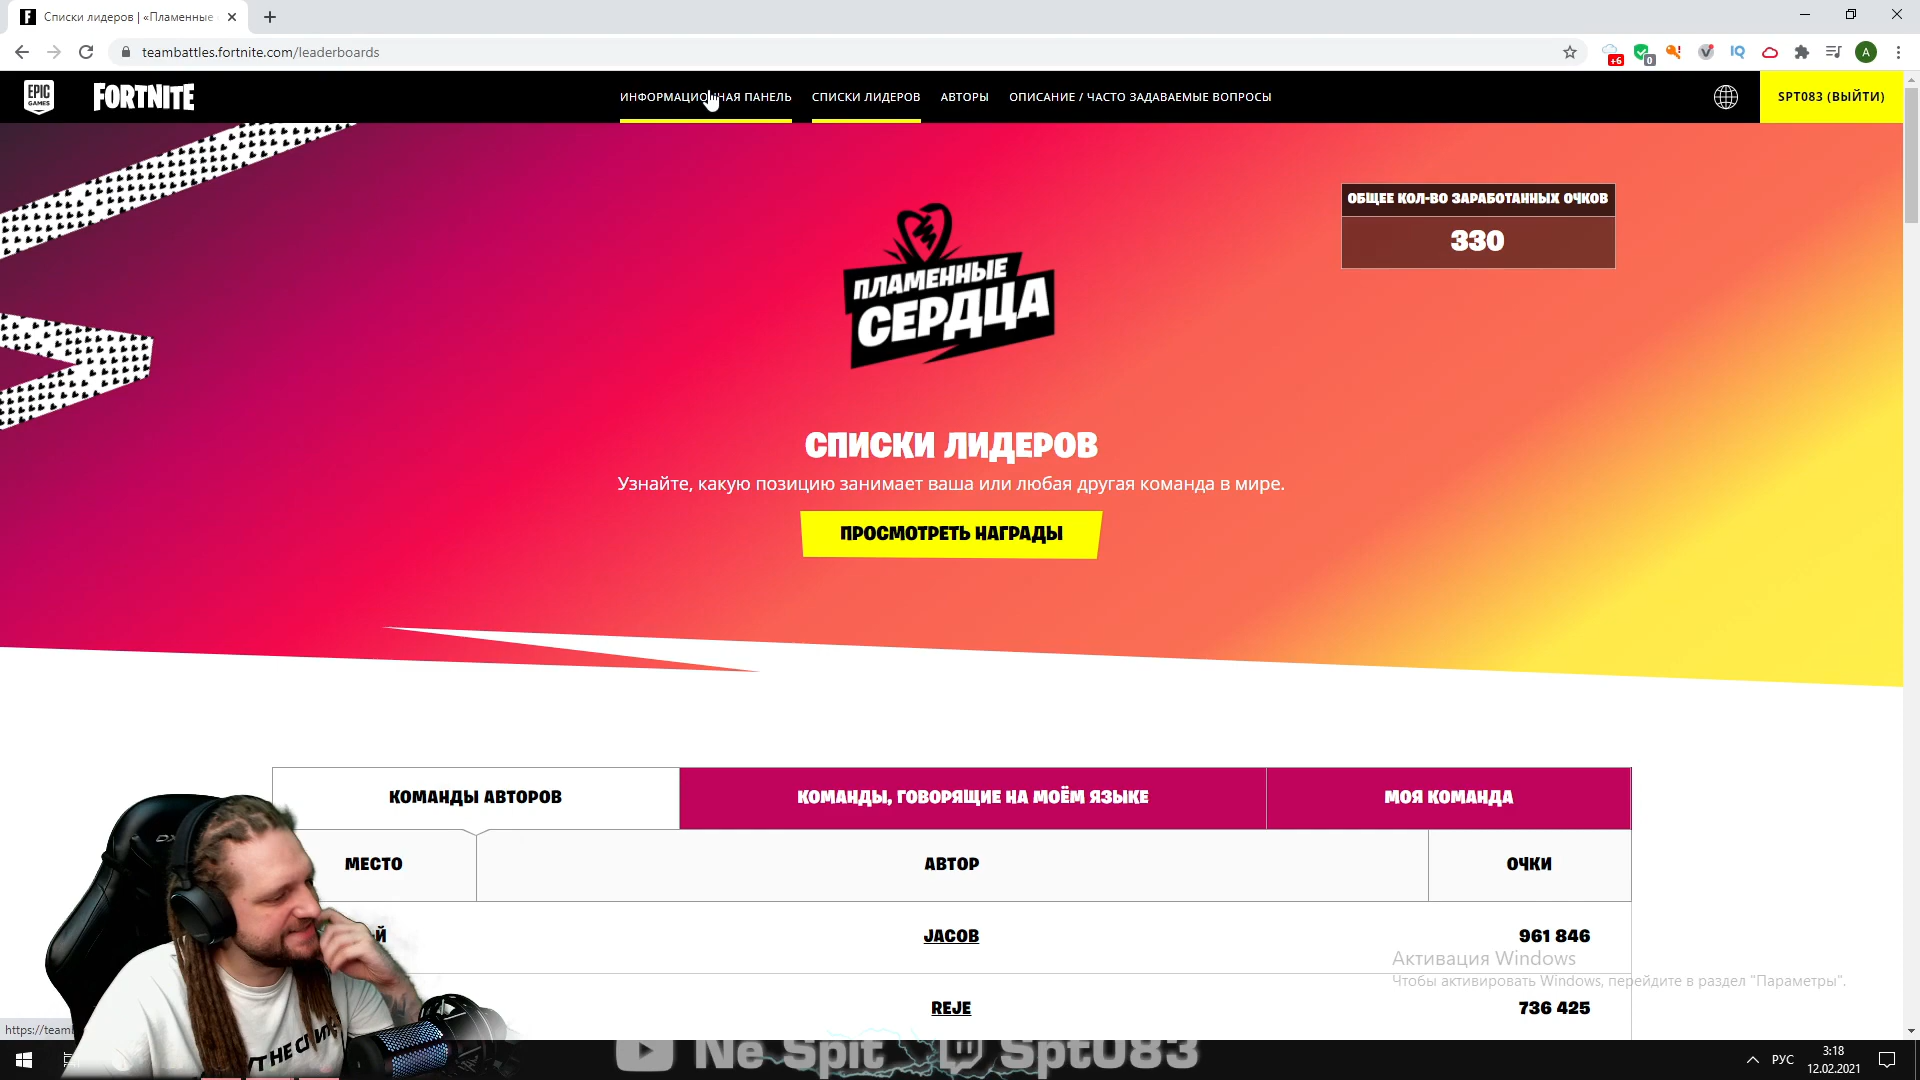 Списки лидеров | «Пламенные
teambattles.fortnite.com/leaderboards
+6
0
A
EPIC GAMES
FORTNITE
ИНФОРМАЦИОННАЯ ПАНЕЛЬ
СПИСКИ ЛИДЕРОВ
АВТОРЫ
ОПИСАНИЕ / ЧАСТО ЗАДАВАЕМЫЕ ВОПРОСЫ
SPT083 (ВЫЙТИ)
ОБЩЕЕ КОЛ-ВО ЗАРАБОТАННЫХ ОЧКОВ
330
ПЛАМЕННЫЕ
СЕРДЦА
СПИСКИ ЛИДЕРОВ
Узнайте, какую позицию занимает ваша или любая другая команда в мире.
ПРОСМОТРЕТЬ НАГРАДЫ
КОМАНДЫ АВТОРОВ
КОМАНДЫ, ГОВОРЯЩИЕ НА МОЁМ ЯЗЫКЕ
МОЯ КОМАНДА
МЕСТО
АВТОР
ОЧКИ
JACOB
961 846
Активация Windows
Чтобы активировать Windows, перейдите в раздел "Параметры".
REJE
736 425
https://team
Ne Spit
Spt083
РУС
3:18
12.02.2021